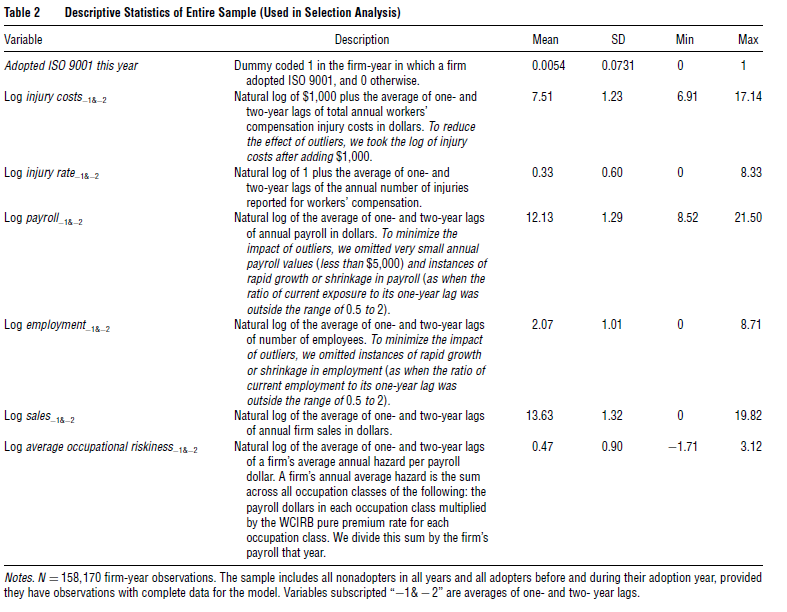 Table 2 Descriptive Statistics of Entire Sample (Used in Selection Analysis)
Variable Description Mean SD Min Max
Adopted ISO 9001 this year Dummy coded 1 in the firm-year in which a firm 0.0054 0.0731 0 1
adopted ISO 9001, and 0 otherwise.
Log injury costs_1&_2 Natural log of $1,000 plus the average of one- and 7.51 1.23 6.91 17.14
two-year lags of total annual workers'
compensation injury costs in dollars. To reduce
the effect of outliers, we took the log of injury
costs after adding $1,000.
Log injury rate_1&_2 Natural log of 1 plus the average of one- and 0.33 0.60 0 8.33
two-year lags of the annual number of injuries
reported for workers' compensation.
Log payroll_1&_2 Natural log of the average of one- and two-year lags 12.13 1.29 8.52 21.50
of annual payroll in dollars. To minimize the
impact of outliers, we omitted very small annual
payroll values (less than $5,000) and instances of
rapid growth or shrinkage in payroll (as when the
ratio of current exposure to its one-year lag was
outside the range of 0.5 to 2).
Log employment_1&_2 Natural log of the average of one- and two-year lags 2.07 1.01 0 8.71
of number of employees. To minimize the impact
of outliers, we omitted instances of rapid growth
or shrinkage in employment (as when the ratio of
current employment to its one-year lag was
outside the range of 0.5 to 2).
Log sales_1&_2 Natural log of the average of one- and two-year lags 13.63 1.32 0 19.82
of annual firm sales in dollars.
Log average occupational riskiness_1&_2 Natural log of the average of one- and two-year lags 0.47 0.90 −1.71 3.12
of a firm's average annual hazard per payroll
dollar. A firm's annual average hazard is the sum
across all occupation classes of the following: the
payroll dollars in each occupation class multiplied
by the WCIRB pure premium rate for each
occupation class. We divide this sum by the firm's
payroll that year.
Notes. N = 158,170 firm-year observations. The sample includes all nonadopters in all years and all adopters before and during their adoption year, provided
they have observations with complete data for the model. Variables subscripted "−1& − 2" are averages of one- and two- year lags.